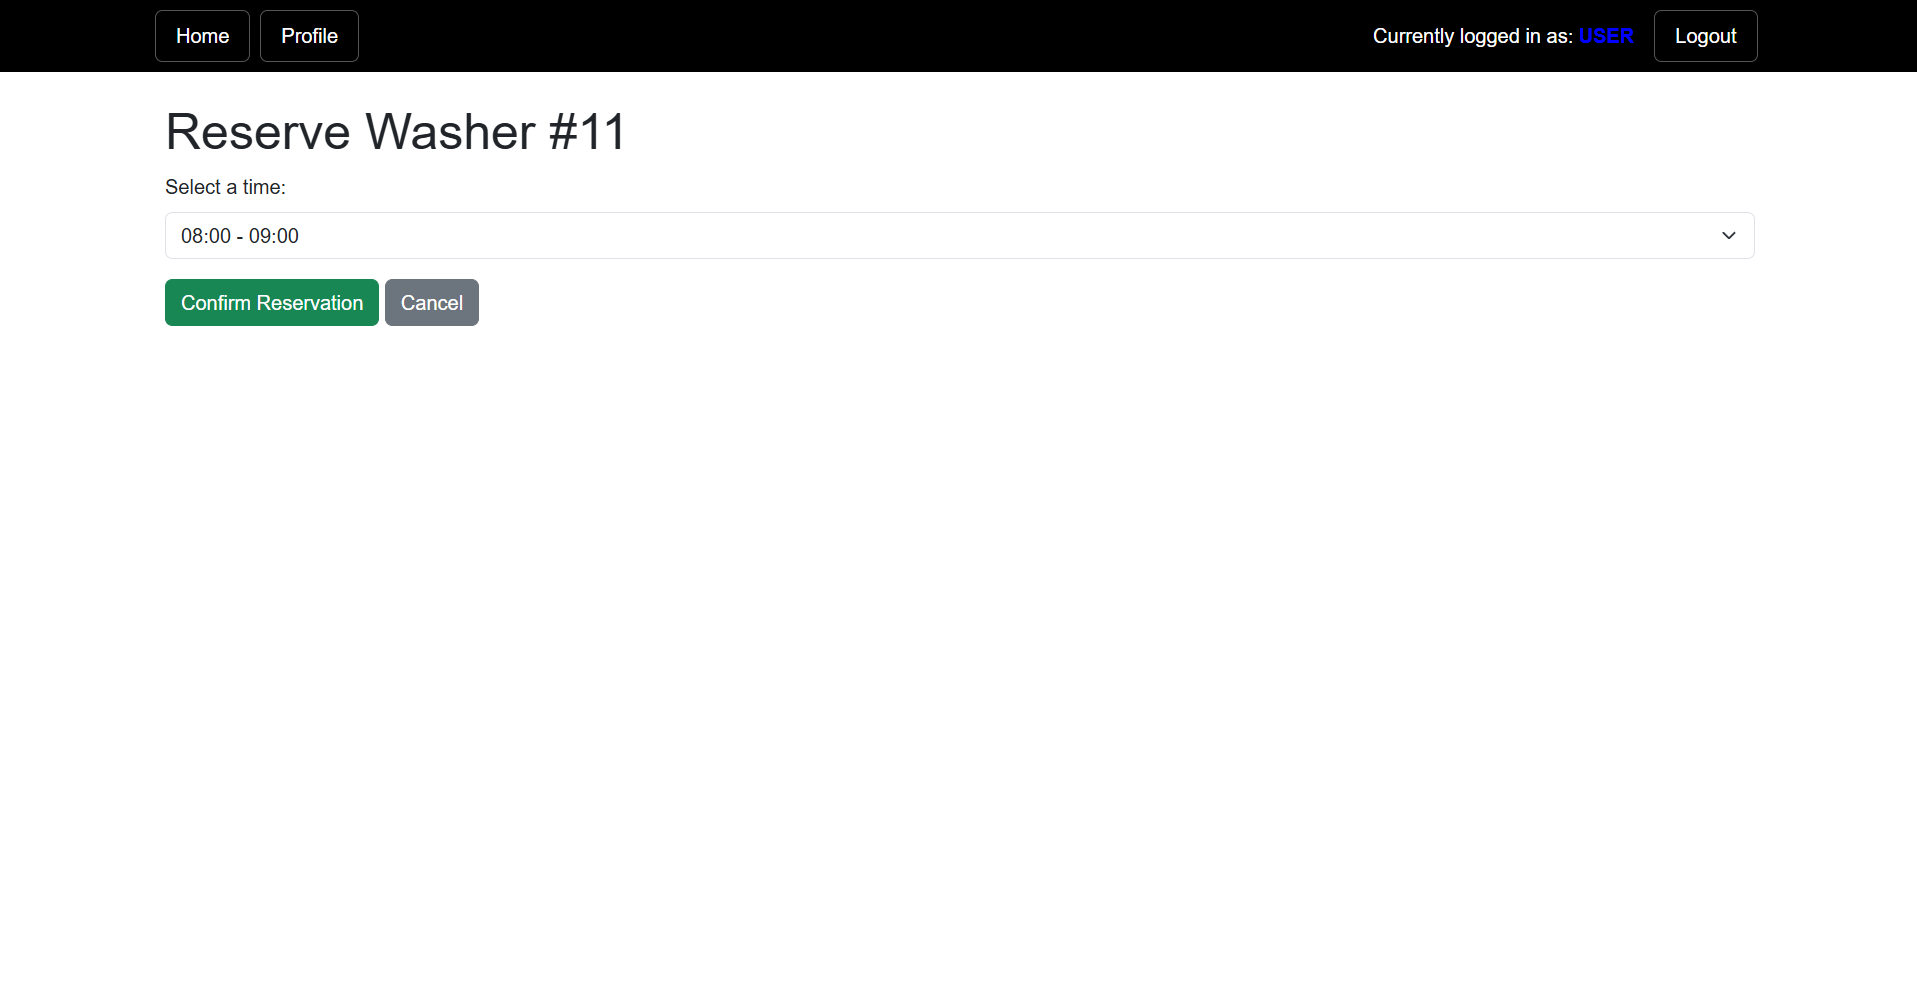 Home Profile Currently logged in as: USER Logout
Reserve Washer #11
Select a time:
08:00 - 09:00
Confirm Reservation Cancel